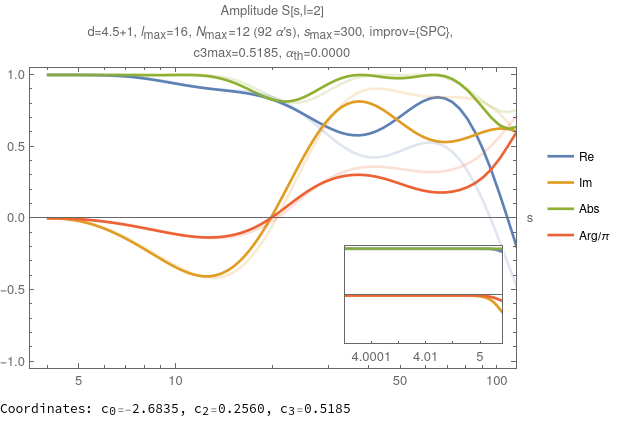 Amplitude S[s,l=2]
d=4.5+1, lmax=16, Nmax=12 (92 α's), smax=300, improv={SPC},
c3max=0.5185, αth=0.0000
1.0
0.5
0.0
-0.5
-1.0
s
Re
Im
Abs
Arg/π
4.0001 4.01 5
5 10 50 100
Coordinates: c0=-2.6835, c2=0.2560, c3=0.5185